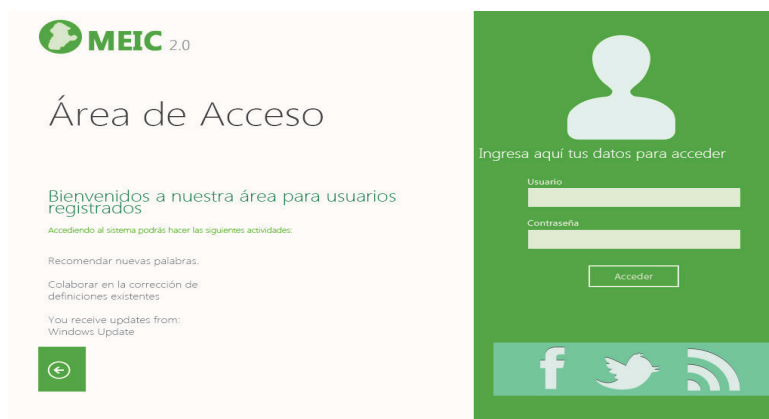 MEIC 2.0
Área de Acceso
Bienvenidos a nuestra área para usuarios
registrados
Accediendo al sistema podrás hacer las siguientes actividades:
Recomendar nuevas palabras.
Colaborar en la corrección de
definiciones existentes
You receive updates from:
Windows Update
Ingresa aquí tus datos para acceder
Usuario
Contraseña
Acceder